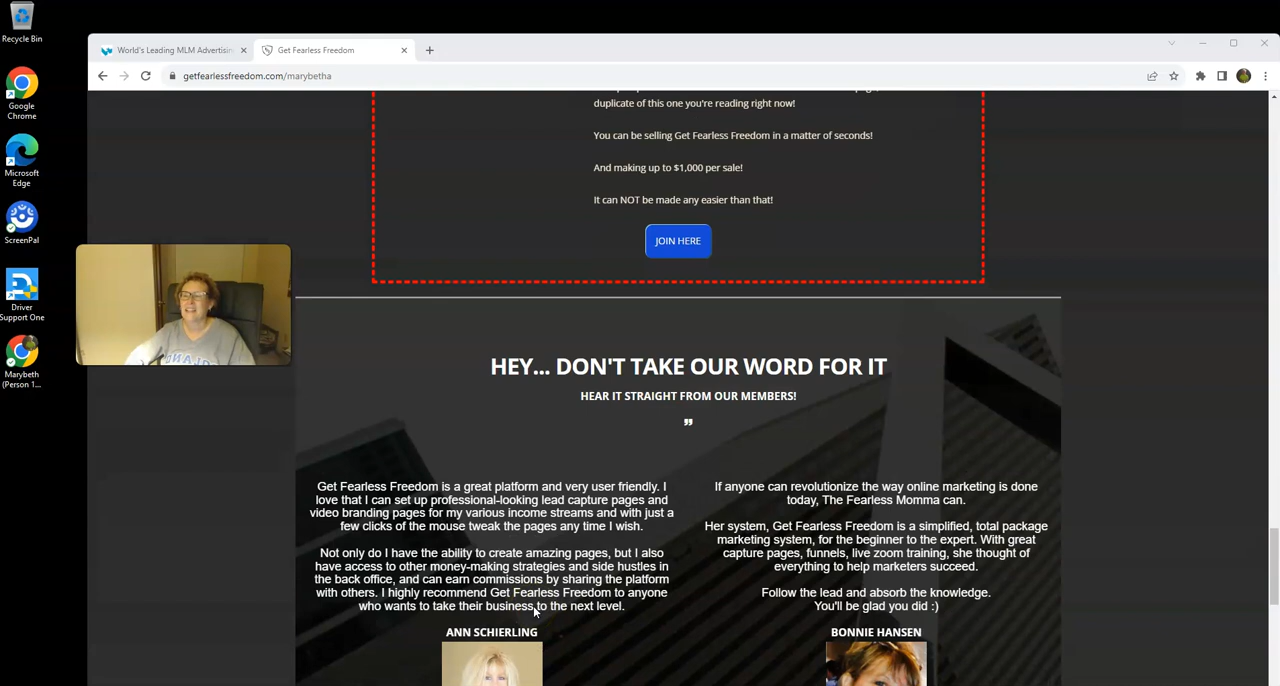 Recycle Bin
Google
Chrome
Microsoft
Edge
ScreenPal
Driver
Support One
Marybeth
(Person 1...
World's Leading MLM Advertisin
Get Fearless Freedom
getfearlessfreedom.com/marybetha
duplicate of this one you're reading right now!
You can be selling Get Fearless Freedom in a matter of seconds!
And making up to $1,000 per sale!
It can NOT be made any easier than that!
JOIN HERE
HEY... DON'T TAKE OUR WORD FOR IT
HEAR IT STRAIGHT FROM OUR MEMBERS!
Get Fearless Freedom is a great platform and very user friendly. I
love that I can set up professional-looking lead capture pages and
video branding pages for my various income streams and with just a
few clicks of the mouse tweak the pages any time I wish.
Not only do I have the ability to create amazing pages, but I also
have access to other money-making strategies and side hustles in
the back office, and can earn commissions by sharing the platform
with others. I highly recommend Get Fearless Freedom to anyone
who wants to take their business to the next level.
ANN SCHIERLING
If anyone can revolutionize the way online marketing is done
today, The Fearless Momma can.
Her system, Get Fearless Freedom is a simplified, total package
marketing system, for the beginner to the expert. With great
capture pages, funnels, live zoom training, she thought of
everything to help marketers succeed.
Follow the lead and absorb the knowledge.
You'll be glad you did :)
BONNIE HANSEN